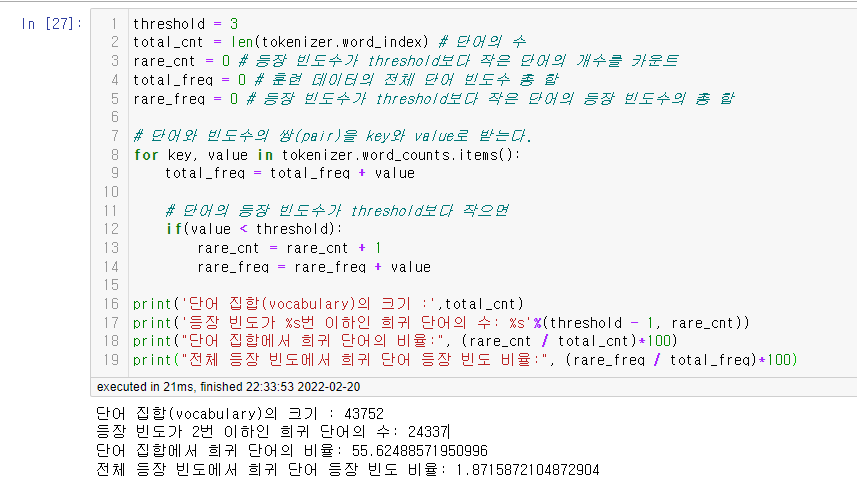 In [27]:
1 threshold = 3
2 total_cnt = len(tokenizer.word_index) # 단어의 수
3 rare_cnt = 0 # 등장 빈도수가 threshold보다 작은 단어의 개수를 카운트
4 total_freq = 0 # 훈련 데이터의 전체 단어 빈도수 총 합
5 rare_freq = 0 # 등장 빈도수가 threshold보다 작은 단어의 등장 빈도수의 총 합
6
7 # 단어와 빈도수의 쌍(pair)을 key와 value로 받는다.
8 for key, value in tokenizer.word_counts.items():
9     total_freq = total_freq + value
10
11     # 단어의 등장 빈도수가 threshold보다 작으면
12     if(value < threshold):
13         rare_cnt = rare_cnt + 1
14         rare_freq = rare_freq + value
15
16 print('단어 집합(vocabulary)의 크기 :',total_cnt)
17 print('등장 빈도가 %s번 이하인 희귀 단어의 수: %s'%(threshold - 1, rare_cnt))
18 print("단어 집합에서 희귀 단어의 비율:", (rare_cnt / total_cnt)*100)
19 print("전체 등장 빈도에서 희귀 단어 등장 빈도 비율:", (rare_freq / total_freq)*100)
executed in 21ms, finished 22:33:53 2022-02-20
단어 집합(vocabulary)의 크기 : 43752
등장 빈도가 2번 이하인 희귀 단어의 수: 24337
단어 집합에서 희귀 단어의 비율: 55.62488571950996
전체 등장 빈도에서 희귀 단어 등장 빈도 비율: 1.8715872104872904